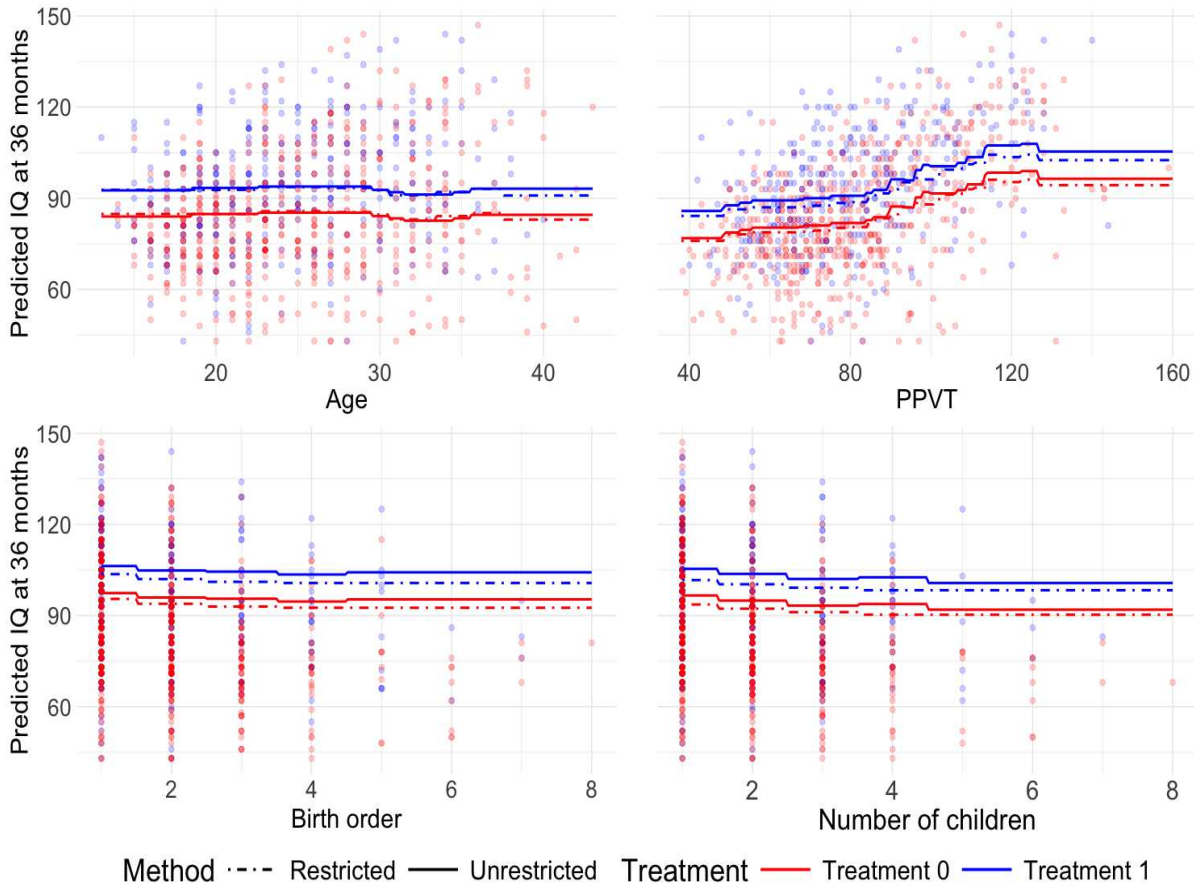 150
120
90
60
Predicted IQ at 36 months
20 30 40
Age
40 80 120 160
PPVT
150
120
90
60
Predicted IQ at 36 months
2 4 6 8
Birth order
2 4 6 8
Number of children
Method Restricted Unrestricted Treatment Treatment 0 Treatment 1